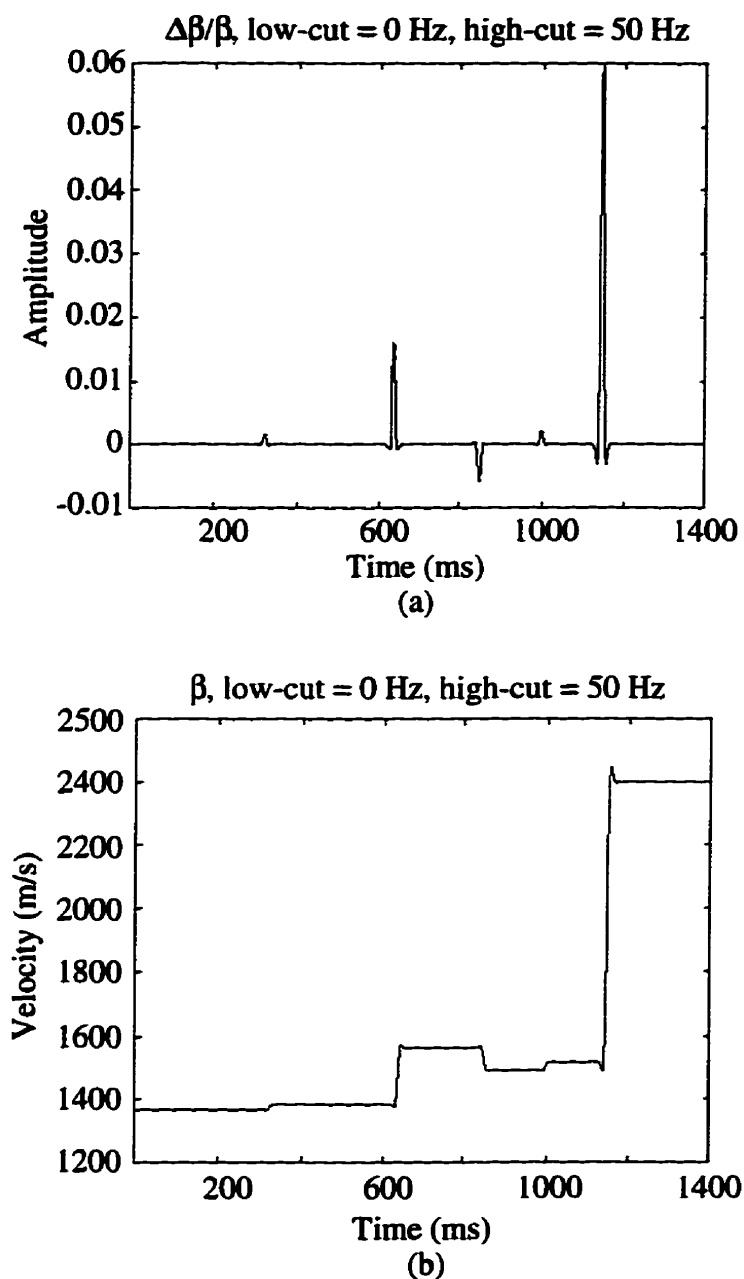 Δβ/β, low-cut = 0 Hz, high-cut = 50 Hz
0.06
0.05
0.04
0.03
0.02
0.01
0
-0.01
Amplitude
200 600 1000 1400
Time (ms)
(a)
β, low-cut = 0 Hz, high-cut = 50 Hz
2500
2400
2200
2000
1800
1600
1400
1200
Velocity (m/s)
200 600 1000 1400
Time (ms)
(b)